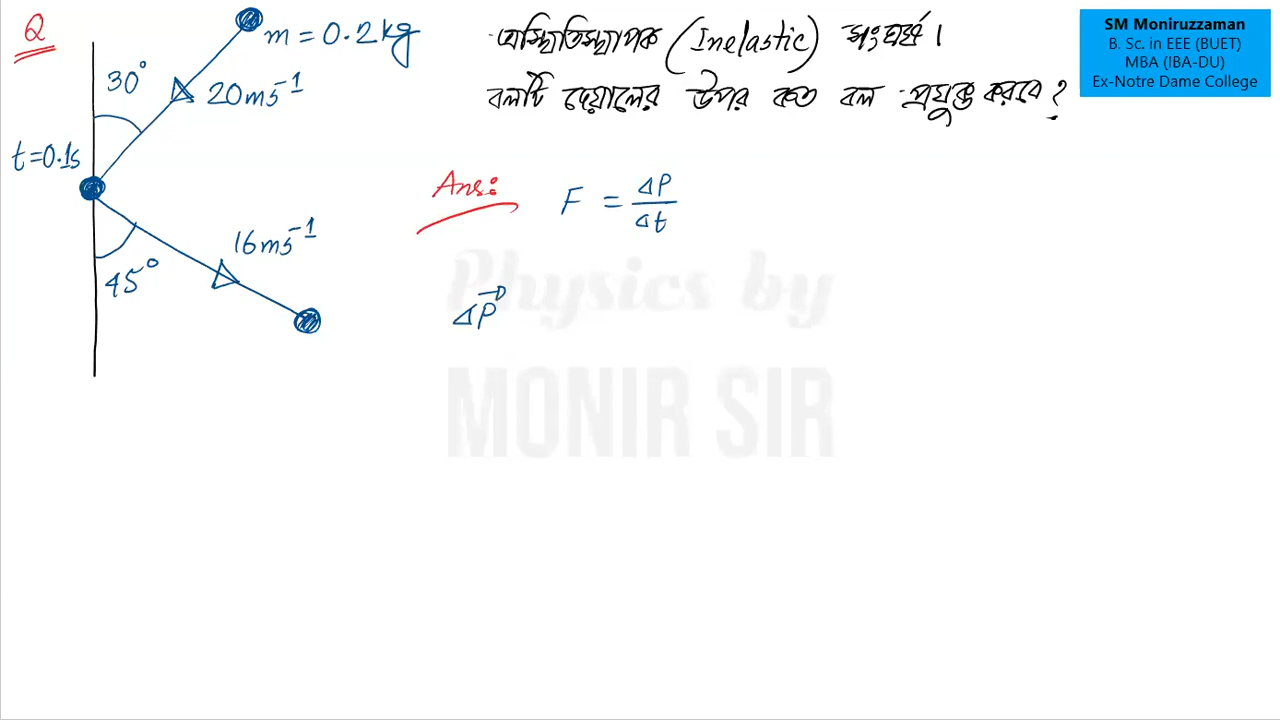 Q
m = 0.2 kg
30°
20ms⁻¹
t=0.1s
45°
16ms⁻¹
অস্থিতিস্থাপক (Inelastic) সংঘর্ষ।
বলটি দেয়ালের উপর কত বল প্রযুক্ত করবে?
SM Moniruzzaman
B. Sc. in EEE (BUET)
MBA (IBA-DU)
Ex-Notre Dame College
Ans: F = ΔP/Δt
ΔP⃗
Physics by
MONIR SIR